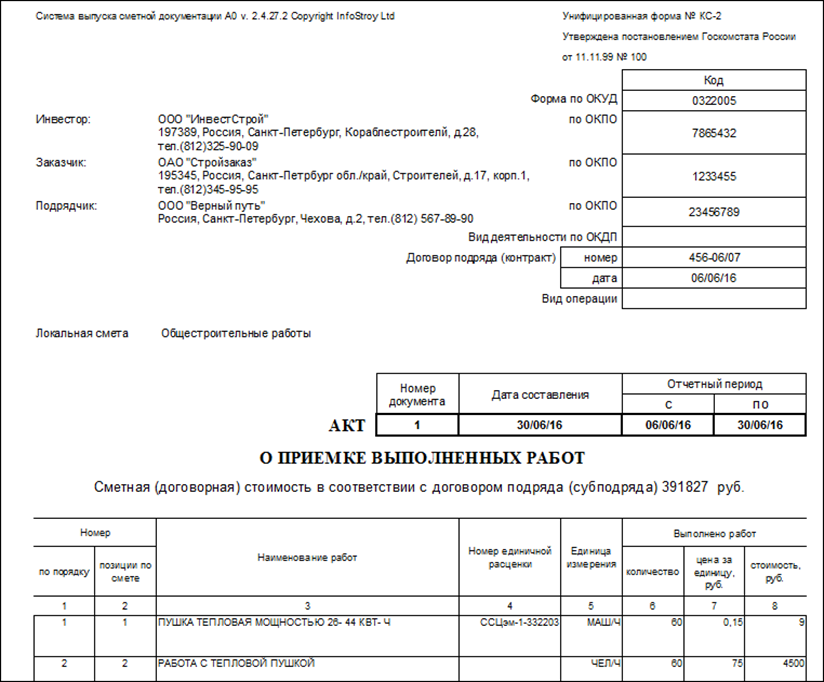 Система выпуска сметной документации А0 v. 2.4.27.2 Copyright InfoStroy Ltd
Унифицированная форма № КС-2
Утверждена постановлением Госкомстата России
от 11.11.99 № 100
Код
Форма по ОКУД 0322005
Инвестор: ООО "ИнвестСтрой" по ОКПО 7865432
197389, Россия, Санкт-Петербург, Кораблестроителй, д.28,
тел.(812)325-90-09
Заказчик: ОАО "Стройзаказ" по ОКПО 1233455
195345, Россия, Санкт-Петрбург обл./край, Строителей, д.17, корп.1,
тел.(812)345-95-95
Подрядчик: ООО "Верный путь" по ОКПО 23456789
Россия, Санкт-Петербург, Чехова, д.2, тел.(812) 567-89-90
Вид деятельности по ОКДП
Договор подряда (контракт) номер 456-06/07
дата 06/06/16
Вид операции
Локальная смета Общестроительные работы
Номер документа Дата составления Отчетный период
с по
АКТ 1 30/06/16 06/06/16 30/06/16
О ПРИЕМКЕ ВЫПОЛНЕННЫХ РАБОТ
Сметная (договорная) стоимость в соответствии с договором подряда (субподряда) 391827 руб.
Номер Наименование работ Номер единичной расценки Единица измерения Выполнено работ
по порядку позиции по смете количество цена за единицу, руб. стоимость, руб.
1 2 3 4 5 6 7 8
1 1 ПУШКА ТЕПЛОВАЯ МОЩНОСТЬЮ 26- 44 КВТ- Ч ССЦэм-1-332203 МАШ/Ч 60 0,15 9
2 2 РАБОТА С ТЕПЛОВОЙ ПУШКОЙ ЧЕЛ/Ч 60 75 4500